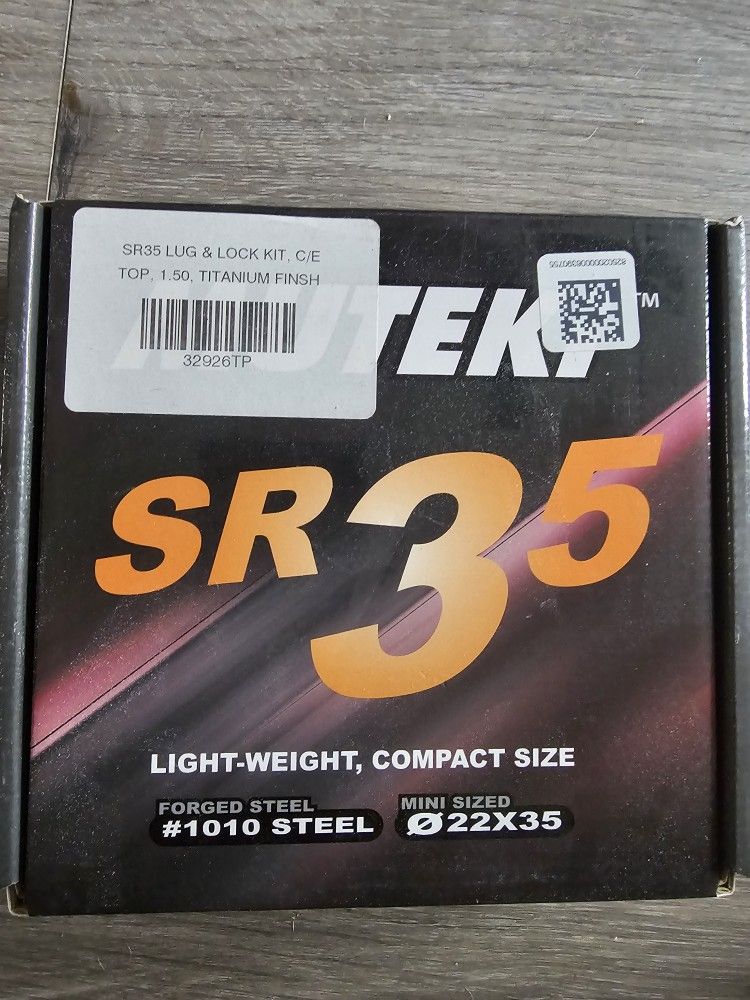 SR35 LUG & LOCK KIT, C/E
TOP, 1.50, TITANIUM FINSH
32926TP
™
SR35
LIGHT-WEIGHT, COMPACT SIZE
FORGED STEEL
#1010 STEEL
MINI SIZED
Ø22X35